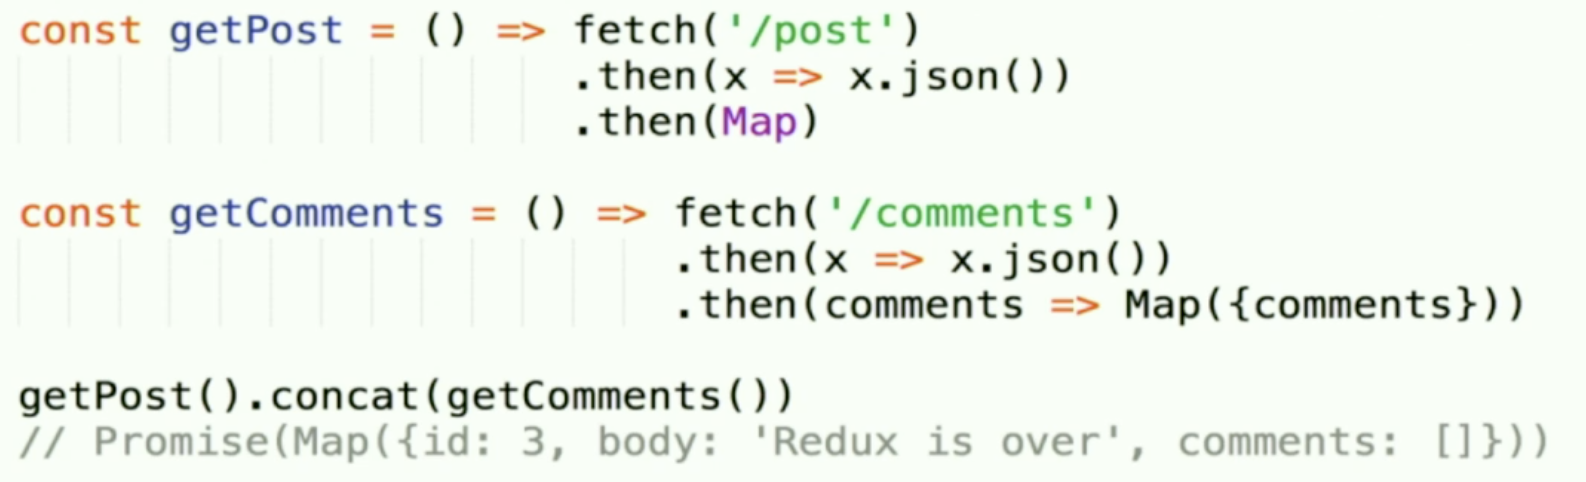 const getPost = () => fetch('/post')
.then(x => x.json())
.then(Map)
const getComments = () => fetch('/comments')
.then(x => x.json())
.then(comments => Map({comments}))
getPost().concat(getComments())
// Promise(Map({id: 3, body: 'Redux is over', comments: []}))